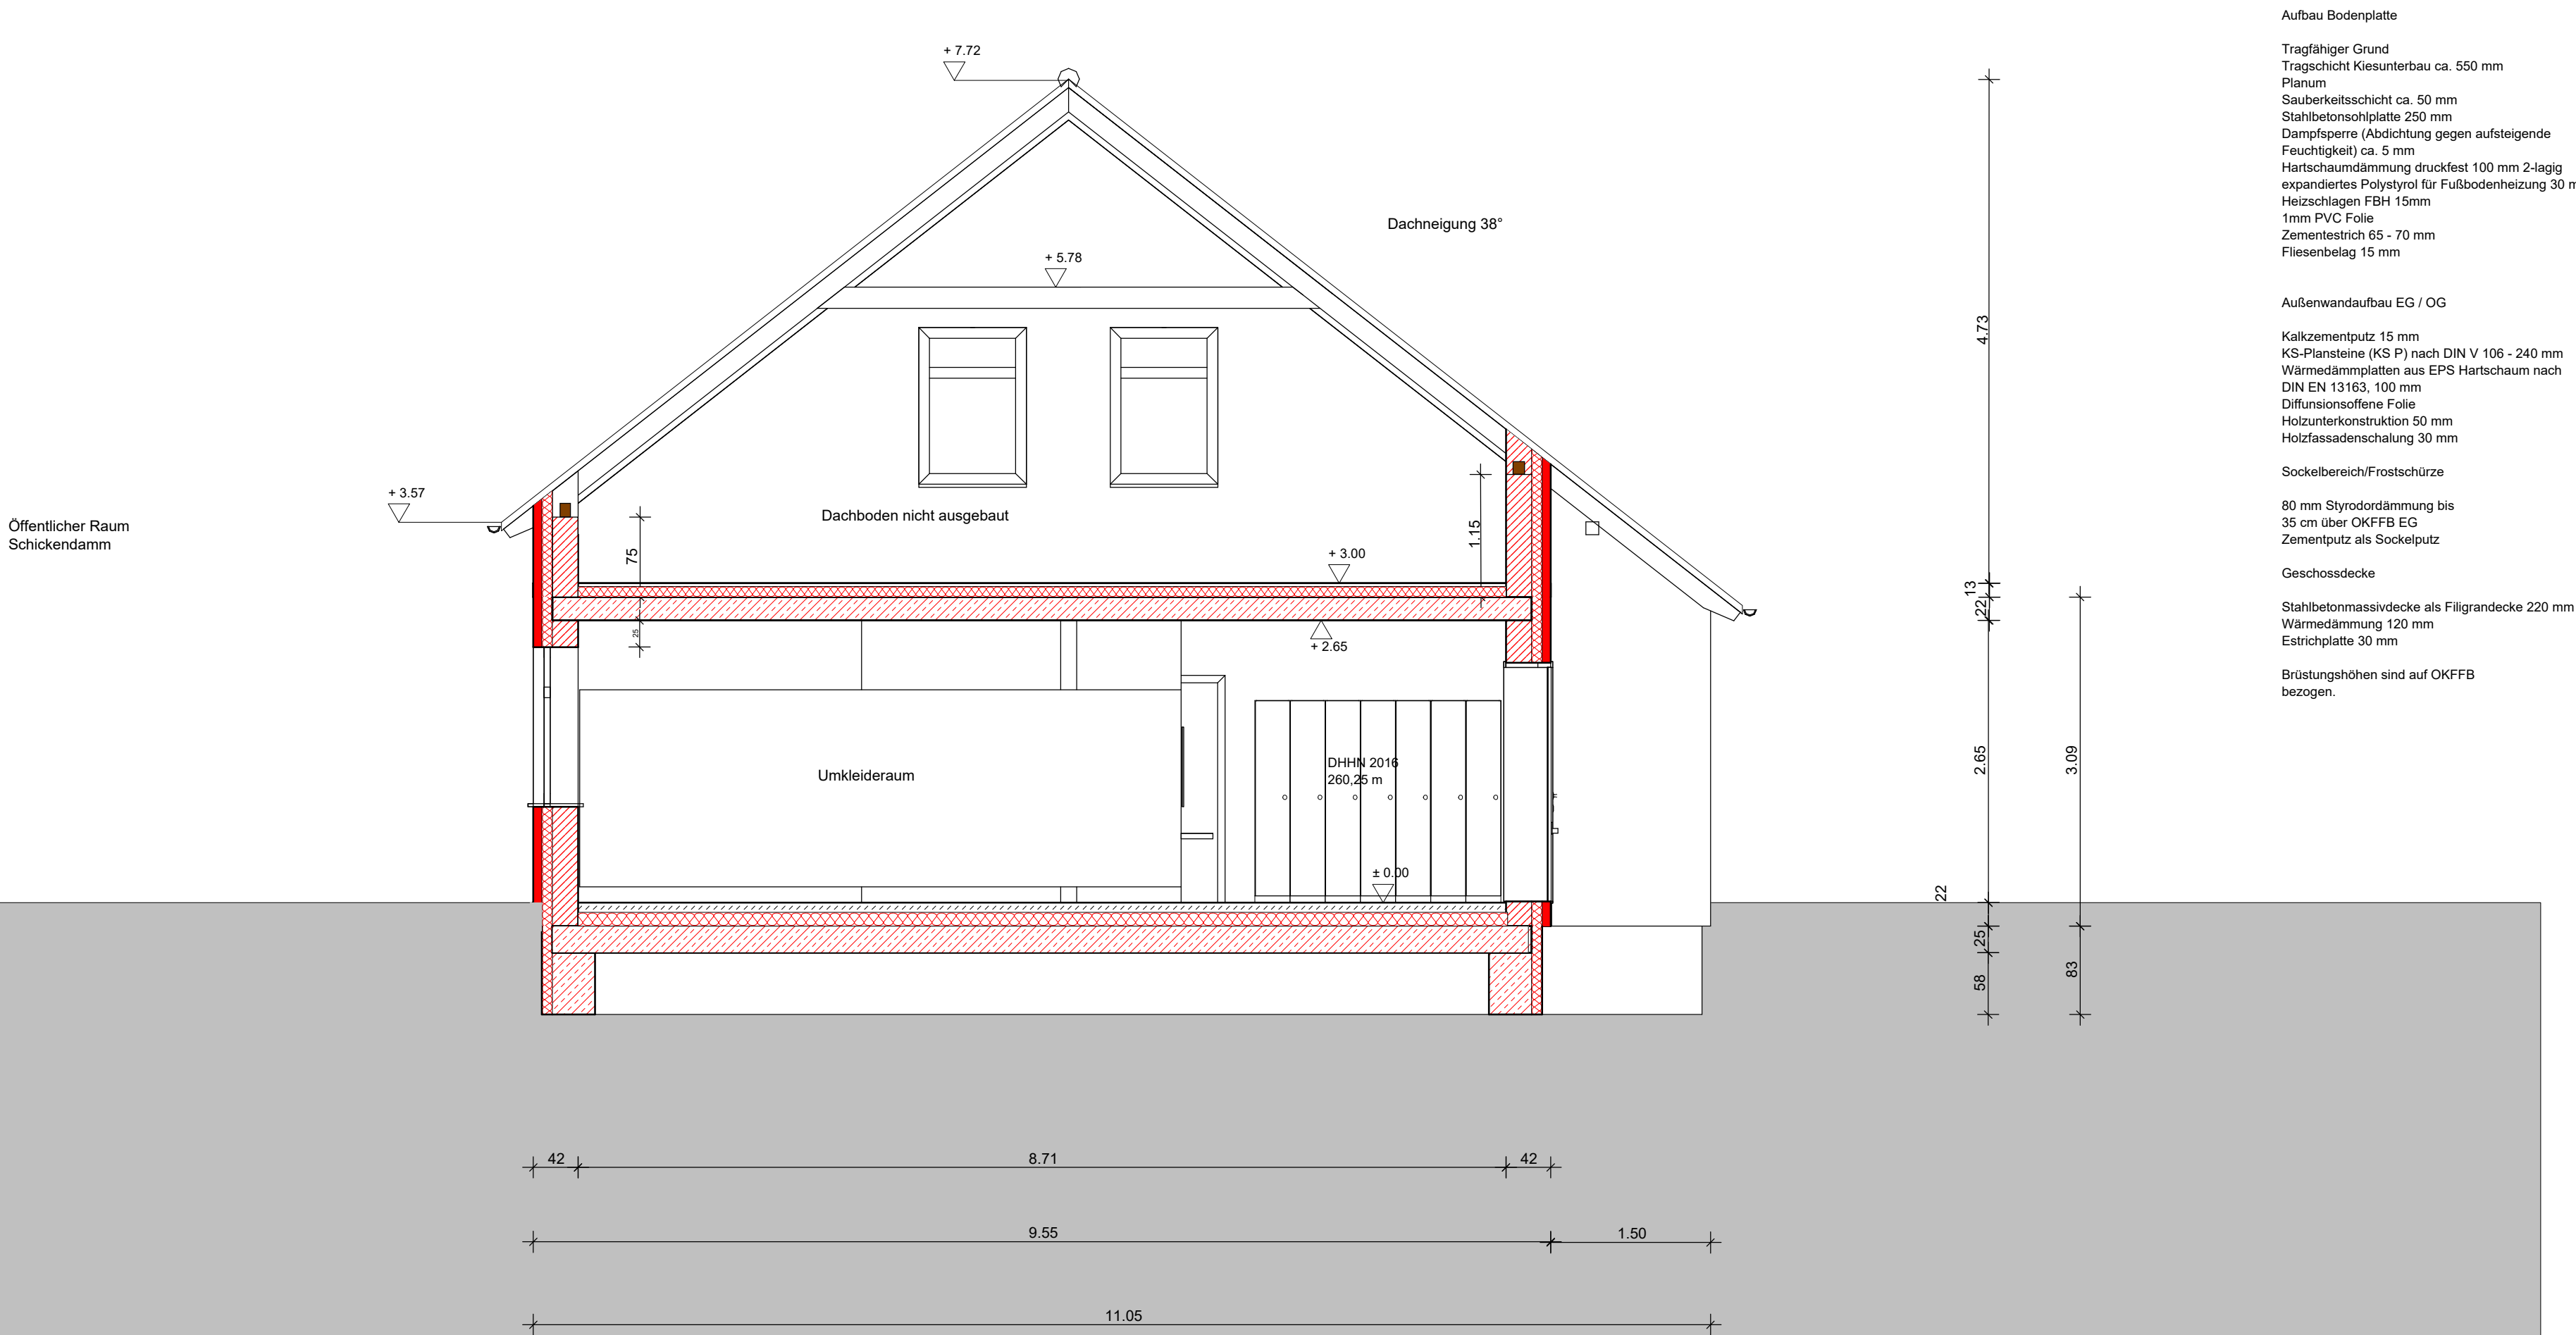 Aufbau Bodenplatte
Tragfähiger Grund
Tragschicht Kiesunterbau ca. 550 mm
Planum
Sauberkeitsschicht ca. 50 mm
Stahlbetonsohlplatte 250 mm
Dampfsperre (Abdichtung gegen aufsteigende
Feuchtigkeit) ca. 5 mm
Hartschaumdämmung druckfest 100 mm 2-lagig
expandiertes Polystyrol für Fußbodenheizung 30
Heizschlagen FBH 15mm
1mm PVC Folie
Zementestrich 65 - 70 mm
Fliesenbelag 15 mm
Außenwandaufbau EG / OG
Kalkzementputz 15 mm
KS-Plansteine (KS P) nach DIN V 106 - 240 mm
Wärmedämmplatten aus EPS Hartschaum nach
DIN EN 13163, 100 mm
Diffunsionsoffene Folie
Holzunterkonstruktion 50 mm
Holzfassadenschalung 30 mm
Sockelbereich/Frostschürze
80 mm Styrodordämmung bis
35 cm über OKFFB EG
Zementputz als Sockelputz
Geschossdecke
Stahlbetonmassivdecke als Filigrandecke 220 mm
Wärmedämmung 120 mm
Estrichplatte 30 mm
Brüstungshöhen sind auf OKFFB
bezogen.
+ 7.72
Dachneigung 38°
+ 5.78
4.73
+ 3.57
Öffentlicher Raum
Schickendamm
Dachboden nicht ausgebaut
75
1.15
+ 3.00
13
22
25
+ 2.65
Umkleideraum
DHHN 2016
260,25 m
2.65
3.09
± 0.00
22
25
58
83
42
8.71
42
9.55
1.50
11.05